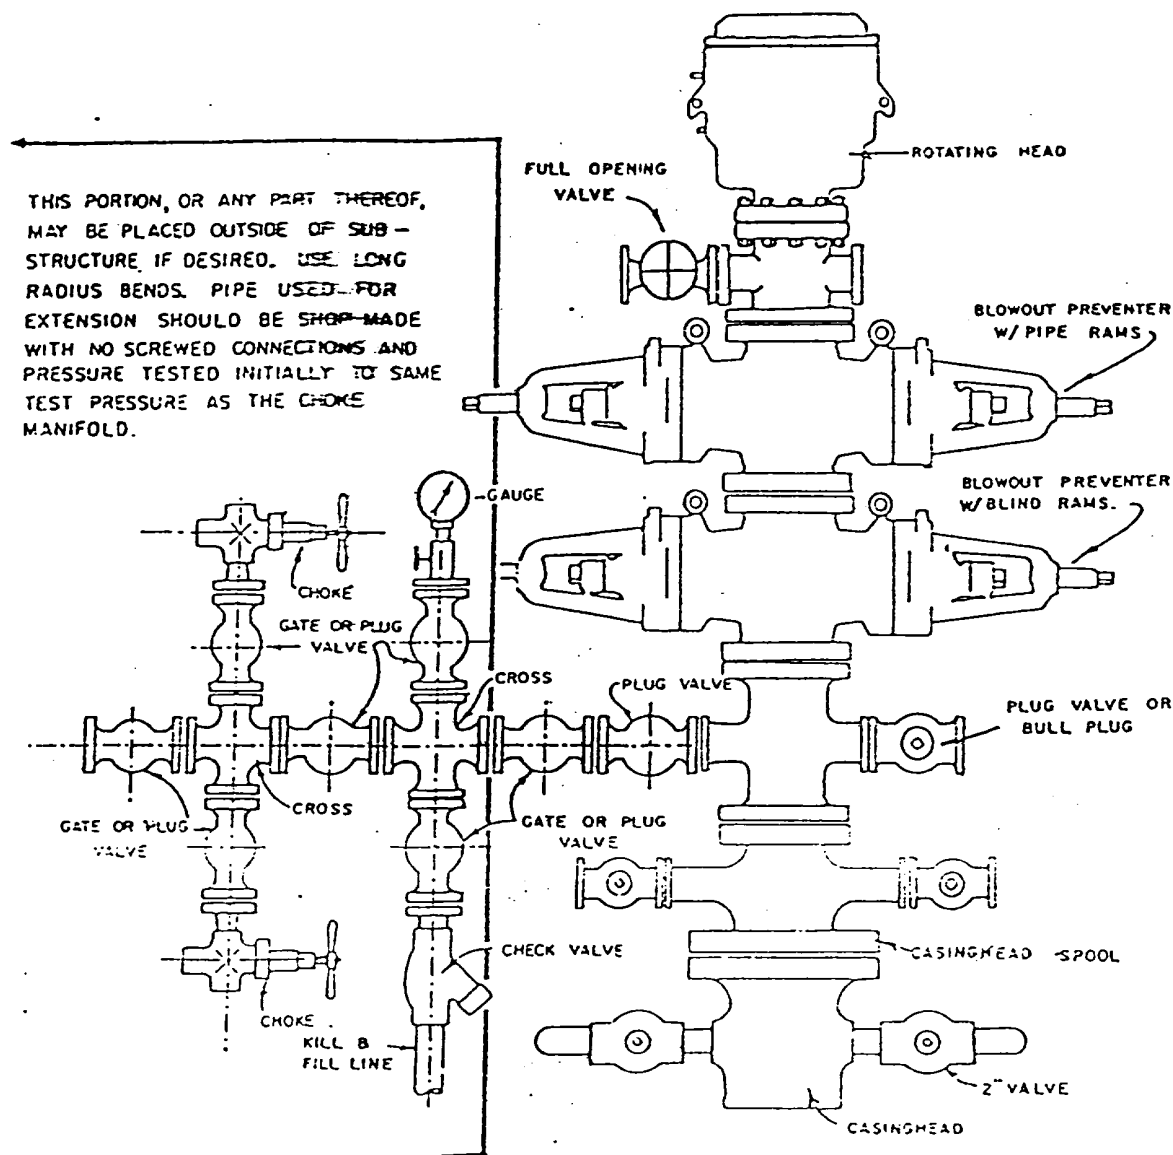 ROTATING HEAD
FULL OPENING
VALVE
THIS PORTION, OR ANY PART THEREOF,
MAY BE PLACED OUTSIDE OF SUB-
STRUCTURE IF DESIRED. USE LONG
RADIUS BENDS. PIPE USED FOR
EXTENSION SHOULD BE SHOP MADE
WITH NO SCREWED CONNECTIONS AND
PRESSURE TESTED INITIALLY TO SAME
TEST PRESSURE AS THE CHOKE
MANIFOLD.
BLOWOUT PREVENTER
W/PIPE RAMS
GAUGE
BLOWOUT PREVENTER
W/BLIND RAMS.
CHOKE
GATE OR PLUG
VALVE
CROSS
PLUG VALVE
PLUG VALVE OR
BULL PLUG
CROSS
GATE OR PLUG
VALVE
GATE OR PLUG
VALVE
CHECK VALVE
CASINGHEAD SPOOL
CHOKE
KILL &
FILL LINE
2" VALVE
CASINGHEAD